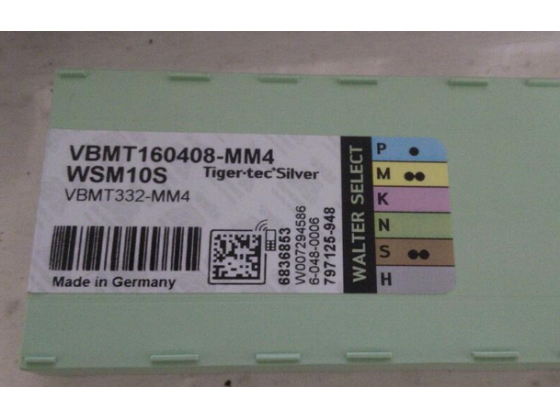 VBMT160408-MM4
WSM10S Tiger·tec®Silver
VBMT332-MM4
Made in Germany
6836853
W007294586
6-048-0006
797125-948
WALTER SELECT
P
M
K
N
S
H